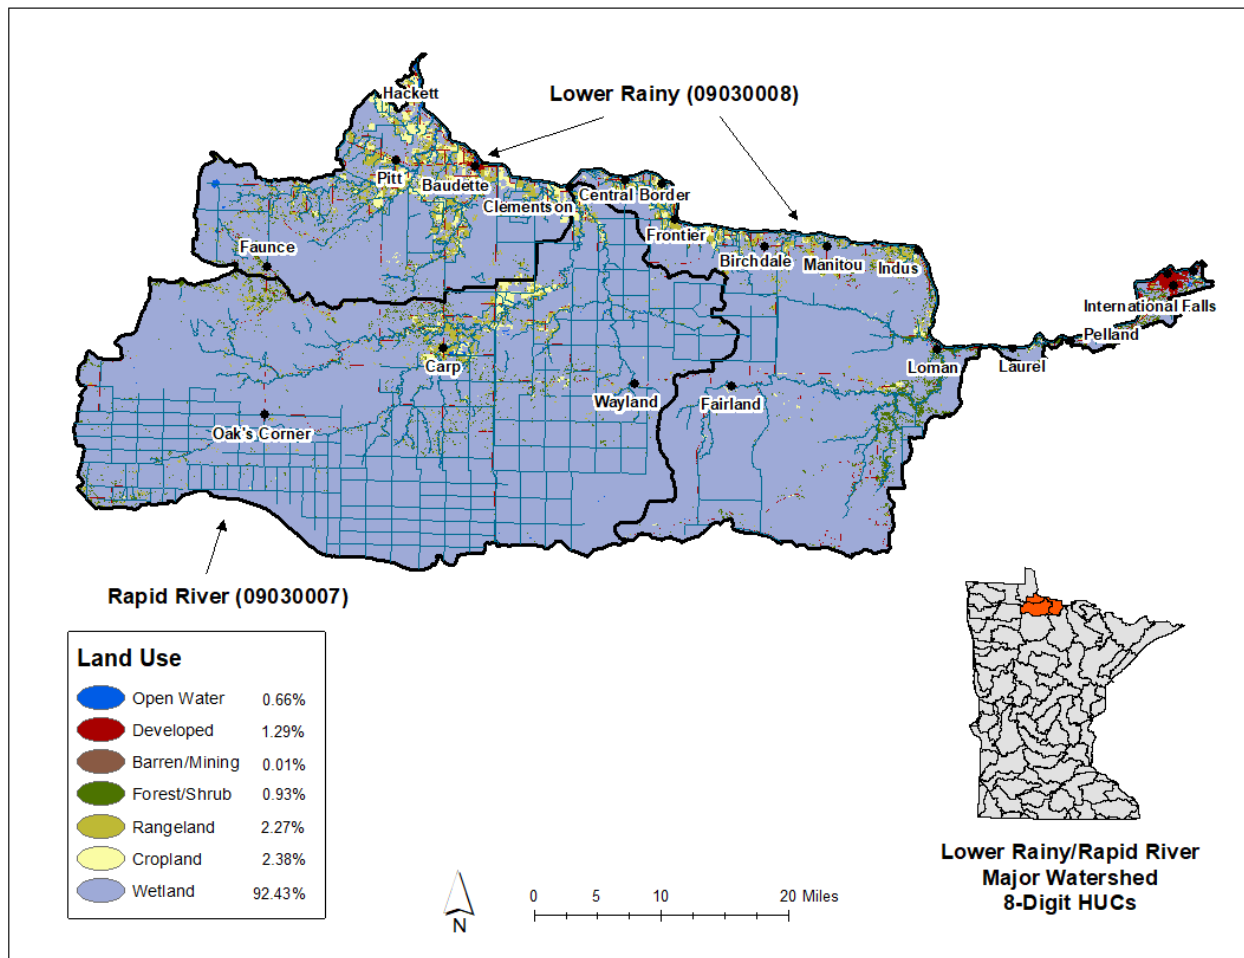 Hackett
Lower Rainy (09030008)
Pitt
Baudette
Clementson
Central Border
Faunce
Frontier
Birchdale
Manitou
Indus
International Falls
Pelland
Loman
Laurel
Carp
Wayland
Fairland
Oak's Corner
Rapid River (09030007)
Land Use
Open Water 0.66%
Developed 1.29%
Barren/Mining 0.01%
Forest/Shrub 0.93%
Rangeland 2.27%
Cropland 2.38%
Wetland 92.43%
N
0 5 10 20 Miles
Lower Rainy/Rapid River
Major Watershed
8-Digit HUCs